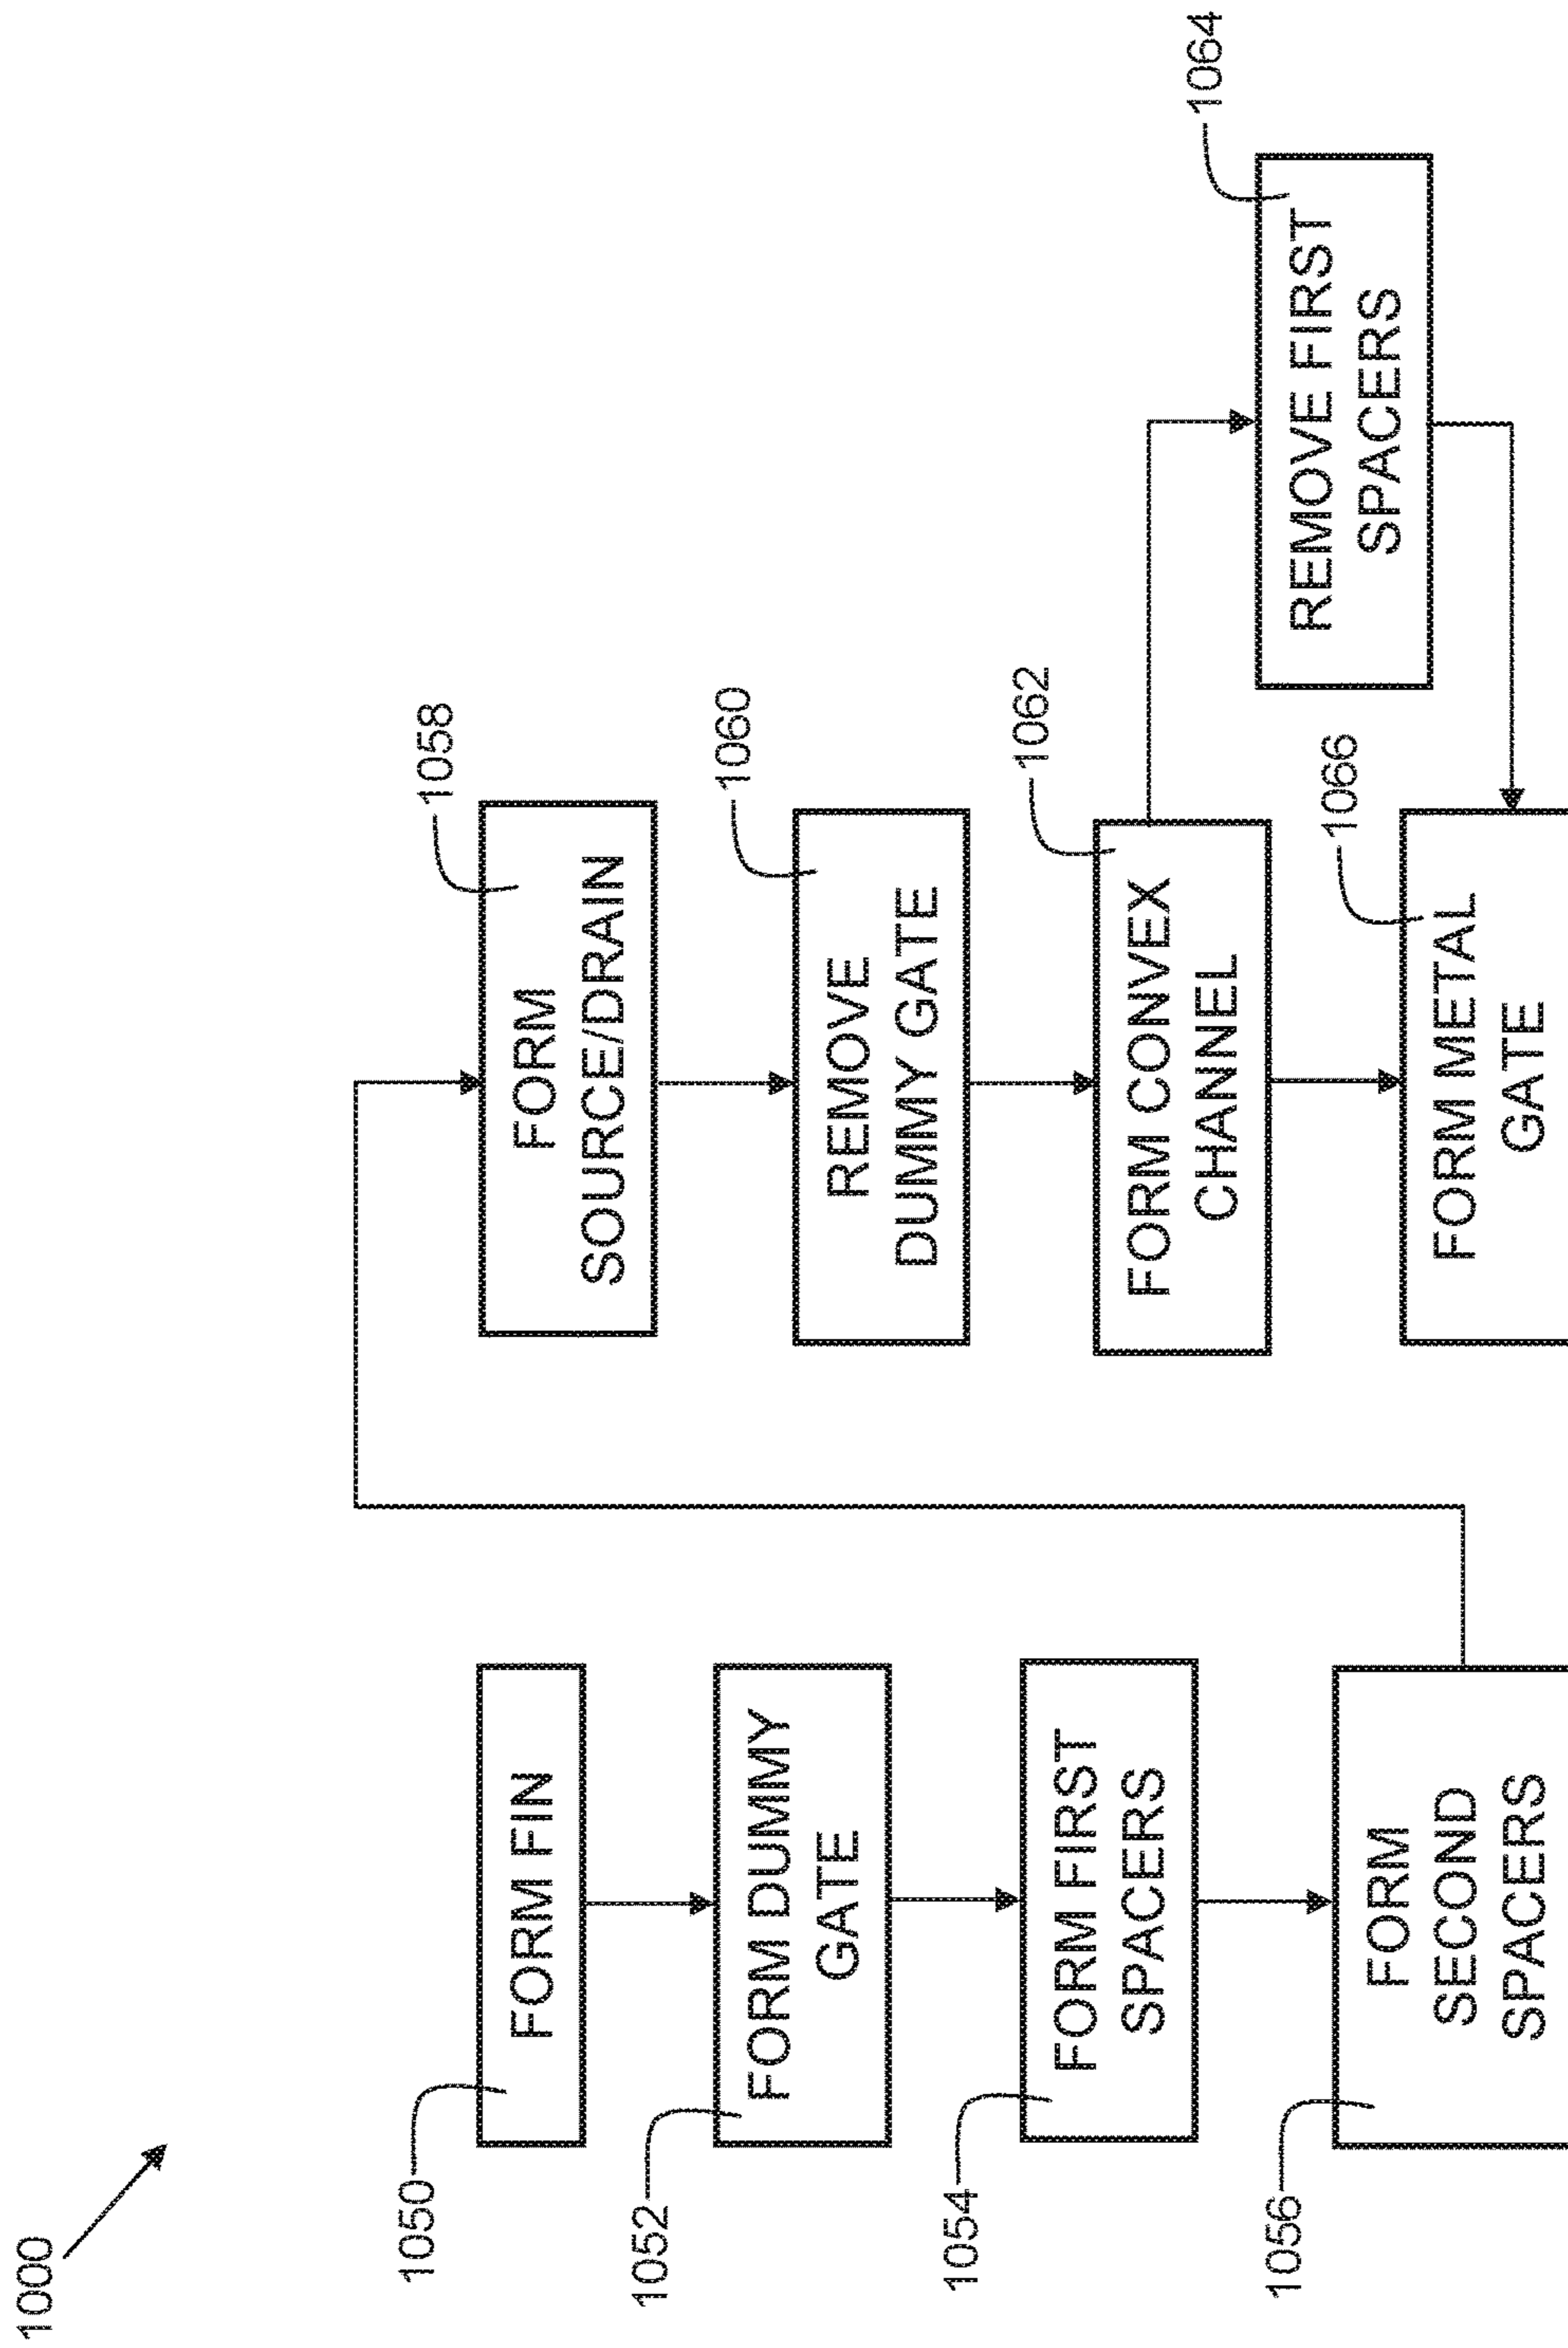 1000
1050
FORM FIN
1052
FORM DUMMY
GATE
1054
FORM FIRST
SPACERS
1056
FORM
SECOND
SPACERS
1058
FORM
SOURCE/DRAIN
1060
REMOVE
DUMMY GATE
1062
FORM CONVEX
CHANNEL
1064
REMOVE FIRST
SPACERS
1066
FORM METAL
GATE